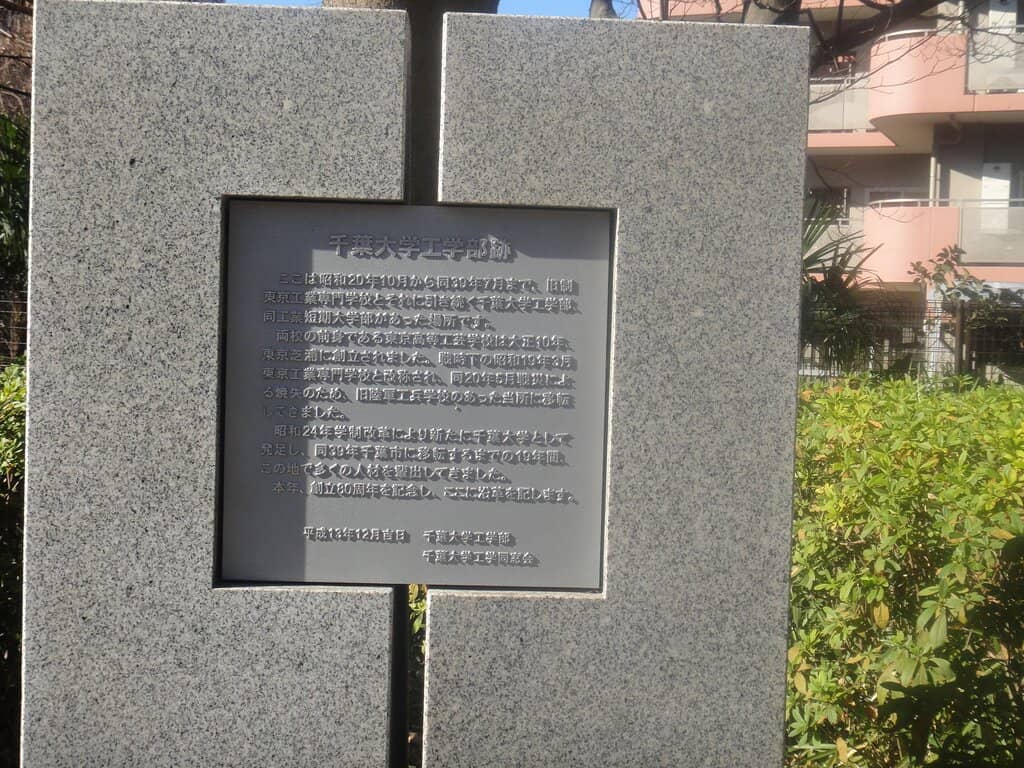 千葉大学工学部跡
ここは昭和20年10月から同39年7月まで、旧制
東京工業専門学校とそれに引き続く千葉大学工学部、
同工業短期大学部があった場所です。
両校の前身である東京高等工芸学校は大正10年、
東京芝浦に創立されました。戦時下の昭和19年3月
東京工業専門学校と改称され、同20年5月戦災によ
る焼失のため、旧陸軍工兵学校のあった当所に移転
してきました。
昭和24年学制改革により新たに千葉大学として
発足し、同39年千葉市に移転するまでの19年間、
この地で多くの人材を輩出してきました。
本年、創立80周年を記念し、ここに沿革を記します。
平成13年12月吉日 千葉大学工学部
千葉大学工学同窓会